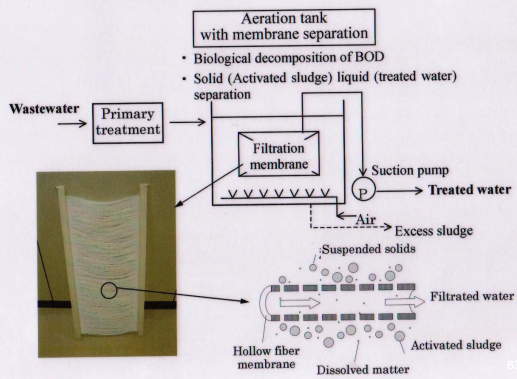 Aeration tank
with membrane separation
▪ Biological decomposition of BOD
▪ Solid (Activated sludge) liquid (treated water)
separation
Wastewater
Primary
treatment
Filtration
membrane
Suction pump
P
Treated water
Air
Excess sludge
Suspended solids
Filtrated water
Hollow fiber
membrane
Activated sludge
Dissolved matter